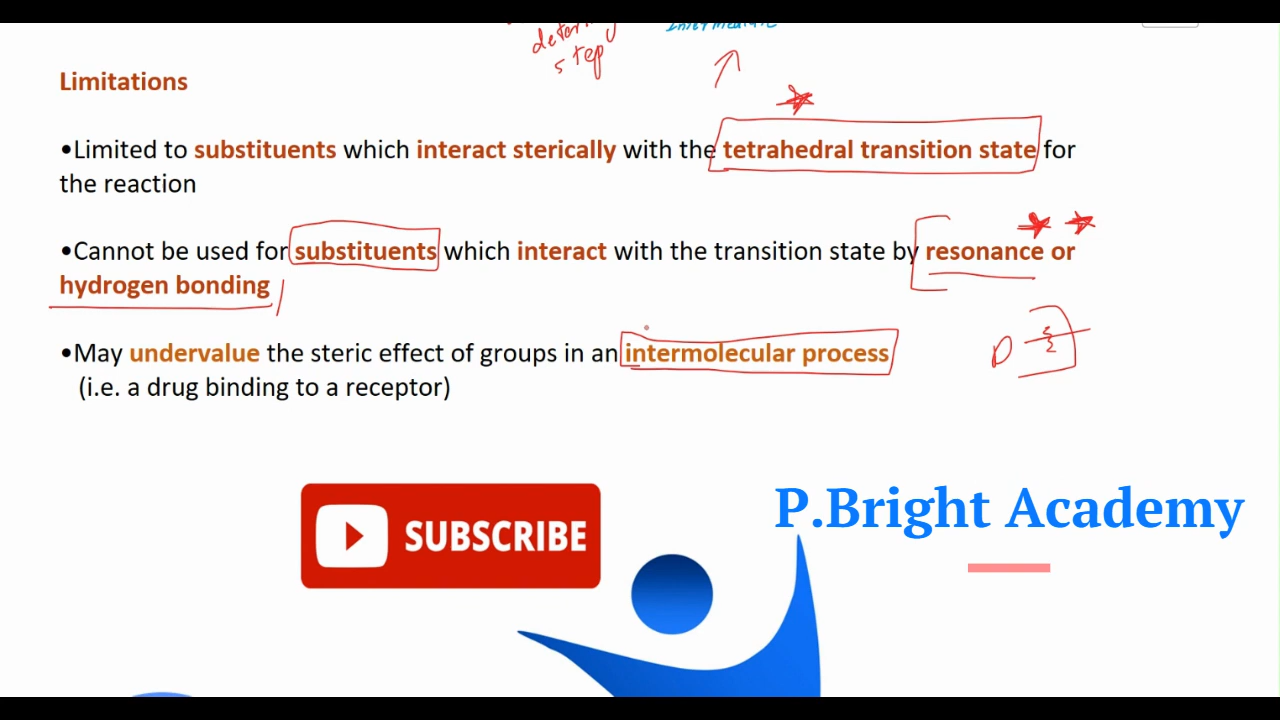 step
Limitations
•Limited to substituents which interact sterically with the tetrahedral transition state for
the reaction
•Cannot be used for substituents which interact with the transition state by resonance or
hydrogen bonding
•May undervalue the steric effect of groups in an intermolecular process
(i.e. a drug binding to a receptor)
D
SUBSCRIBE
P.Bright Academy